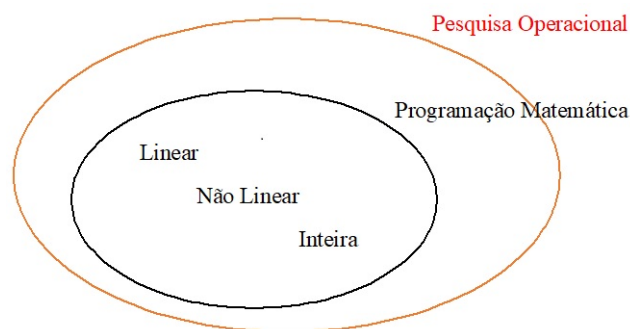 Pesquisa Operacional
Programação Matemática
Linear
Não Linear
Inteira